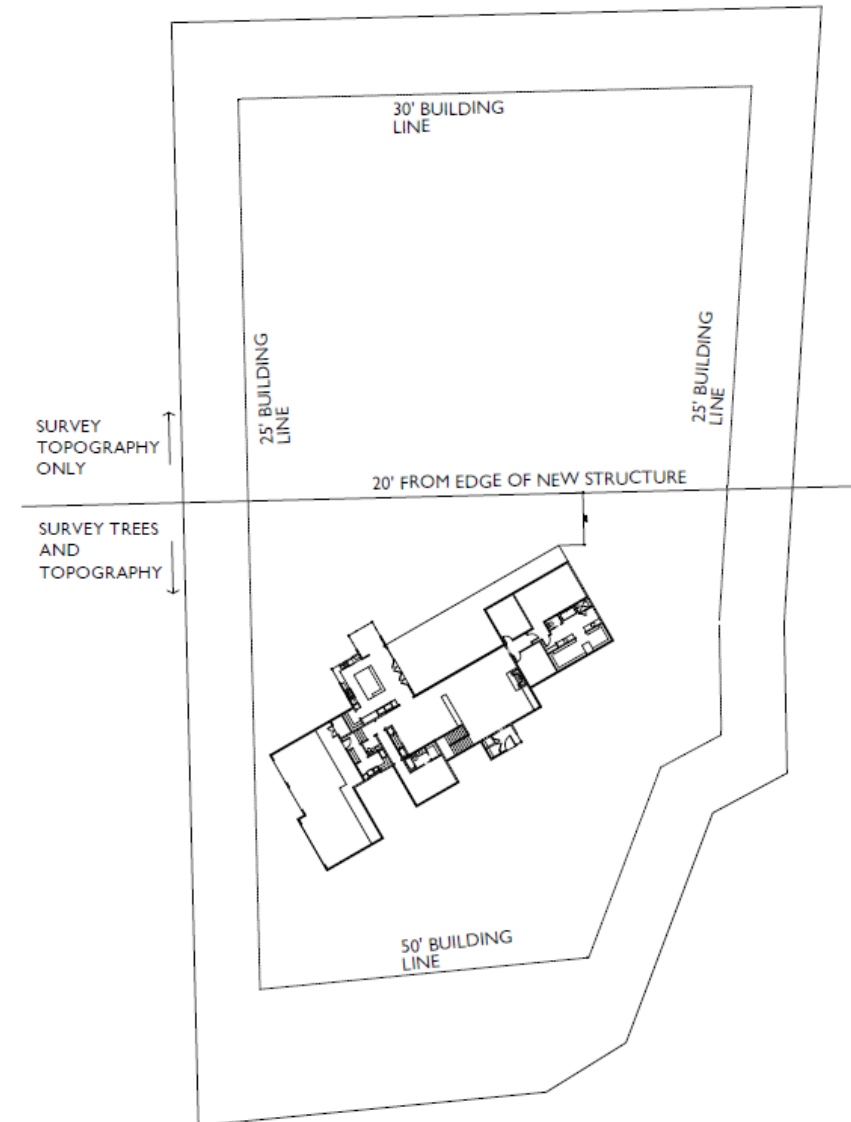 30' BUILDING
LINE
25' BUILDING
LINE
25' BUILDING
LINE
SURVEY
TOPOGRAPHY
ONLY
20' FROM EDGE OF NEW STRUCTURE
SURVEY TREES
AND
TOPOGRAPHY
50' BUILDING
LINE